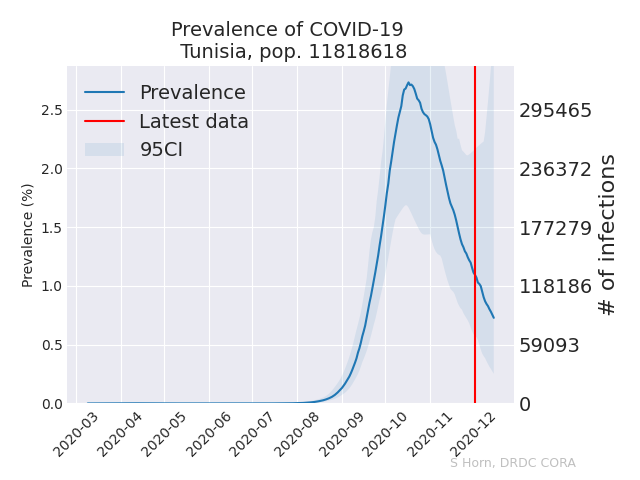 Prevalence of COVID-19
Tunisia, pop. 11818618
Prevalence
Latest data
95CI
Prevalence (%)
2.5
2.0
1.5
1.0
0.5
0.0
295465
236372
177279
118186
59093
0
# of infections
2020-03
2020-04
2020-05
2020-06
2020-07
2020-08
2020-09
2020-10
2020-11
2020-12
S Horn, DRDC CORA